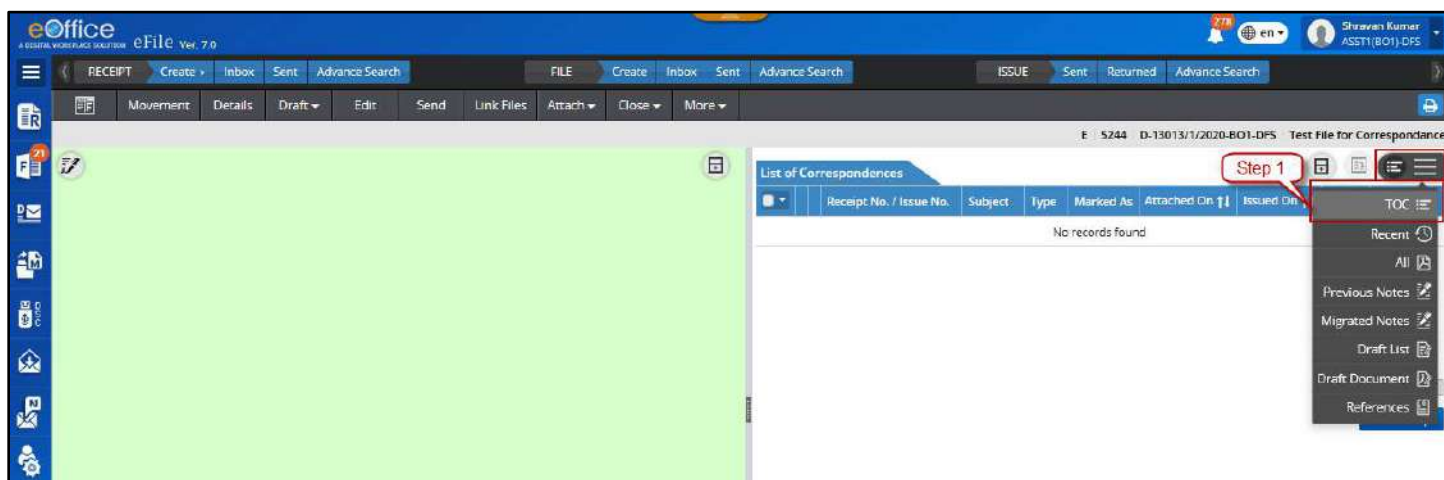 eOffice
A DIGITAL WORKPLACE SOLUTION eFile Ver. 7.0
278 en Shravan Kumar
ASST1(BO1)-DFS
RECEIPT Create Inbox Sent Advance Search FILE Create Inbox Sent Advance Search ISSUE Sent Returned Advance Search
Movement Details Draft Edit Send Link Files Attach Close More
E 5244 D-13013/1/2020-BO1-DFS Test File for Correspondance
R
F 21
M
DSC
N
List of Correspondences
Step 1
Receipt No. / Issue No. Subject Type Marked As Attached On Issued On
No records found
TOC
Recent
All
Previous Notes
Migrated Notes
Draft List
Draft Document
References